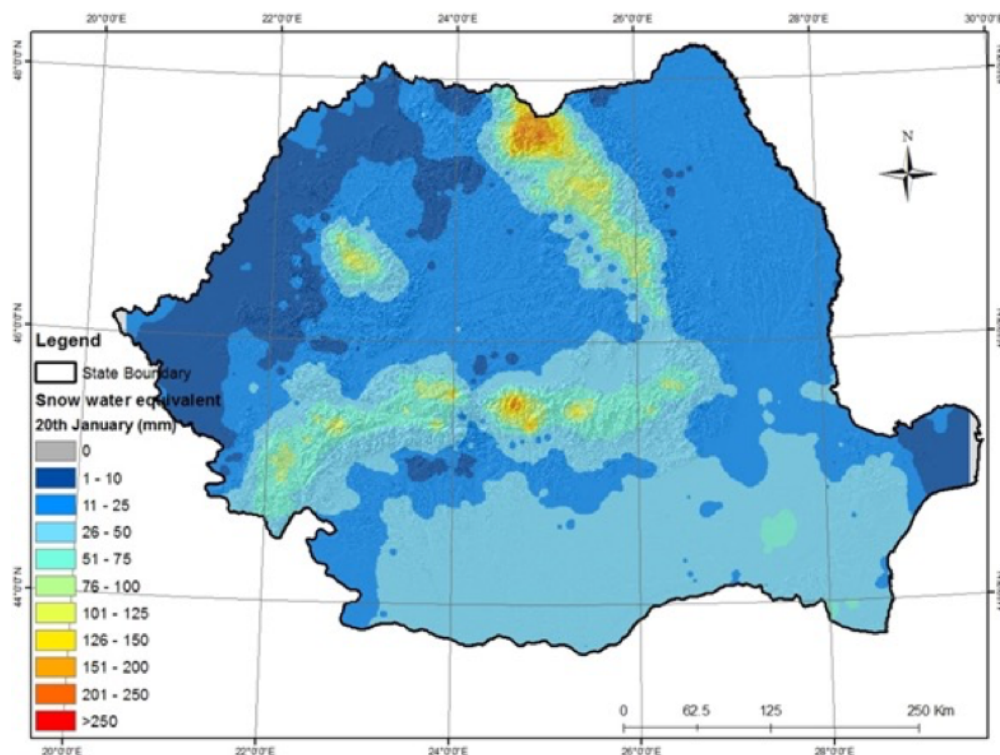 20°0'0"E 22°0'0"E 24°0'0"E 26°0'0"E 28°0'0"E 30°0'0"E
48°0'0"N
N
46°0'0"N
Legend
State Boundary
Snow water equivalent
20th January (mm)
0
1 - 10
11 - 25
26 - 50
51 - 75
76 - 100
101 - 125
126 - 150
151 - 200
201 - 250
>250
44°0'0"N
0 62.5 125 250 Km
20°0'0"E 22°0'0"E 24°0'0"E 26°0'0"E 28°0'0"E